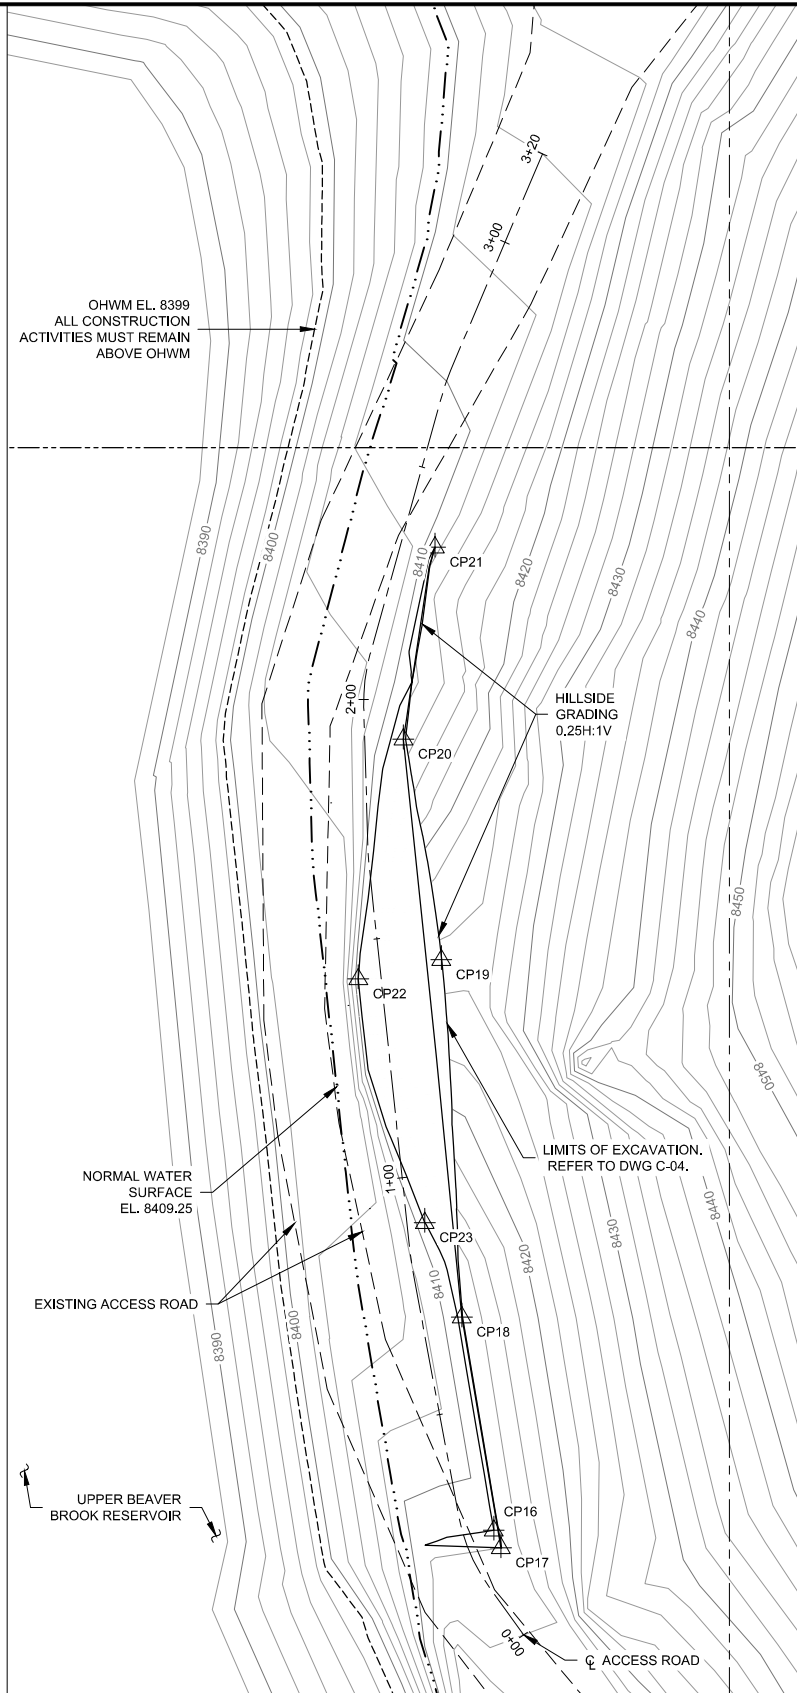 3+20
3+00
OHWM EL. 8399
ALL CONSTRUCTION
ACTIVITIES MUST REMAIN
ABOVE OHWM
8390
8400
8410
CP21
8420
8430
8440
2+00
HILLSIDE
GRADING
0.25H:1V
CP20
8450
CP19
CP22
8450
LIMITS OF EXCAVATION.
REFER TO DWG C-04.
NORMAL WATER
SURFACE
EL. 8409.25
1+00
8440
CP23
8430
8420
8410
EXISTING ACCESS ROAD
8400
8390
CP18
UPPER BEAVER
BROOK RESERVOIR
CP16
CP17
0+00
℄ ACCESS ROAD